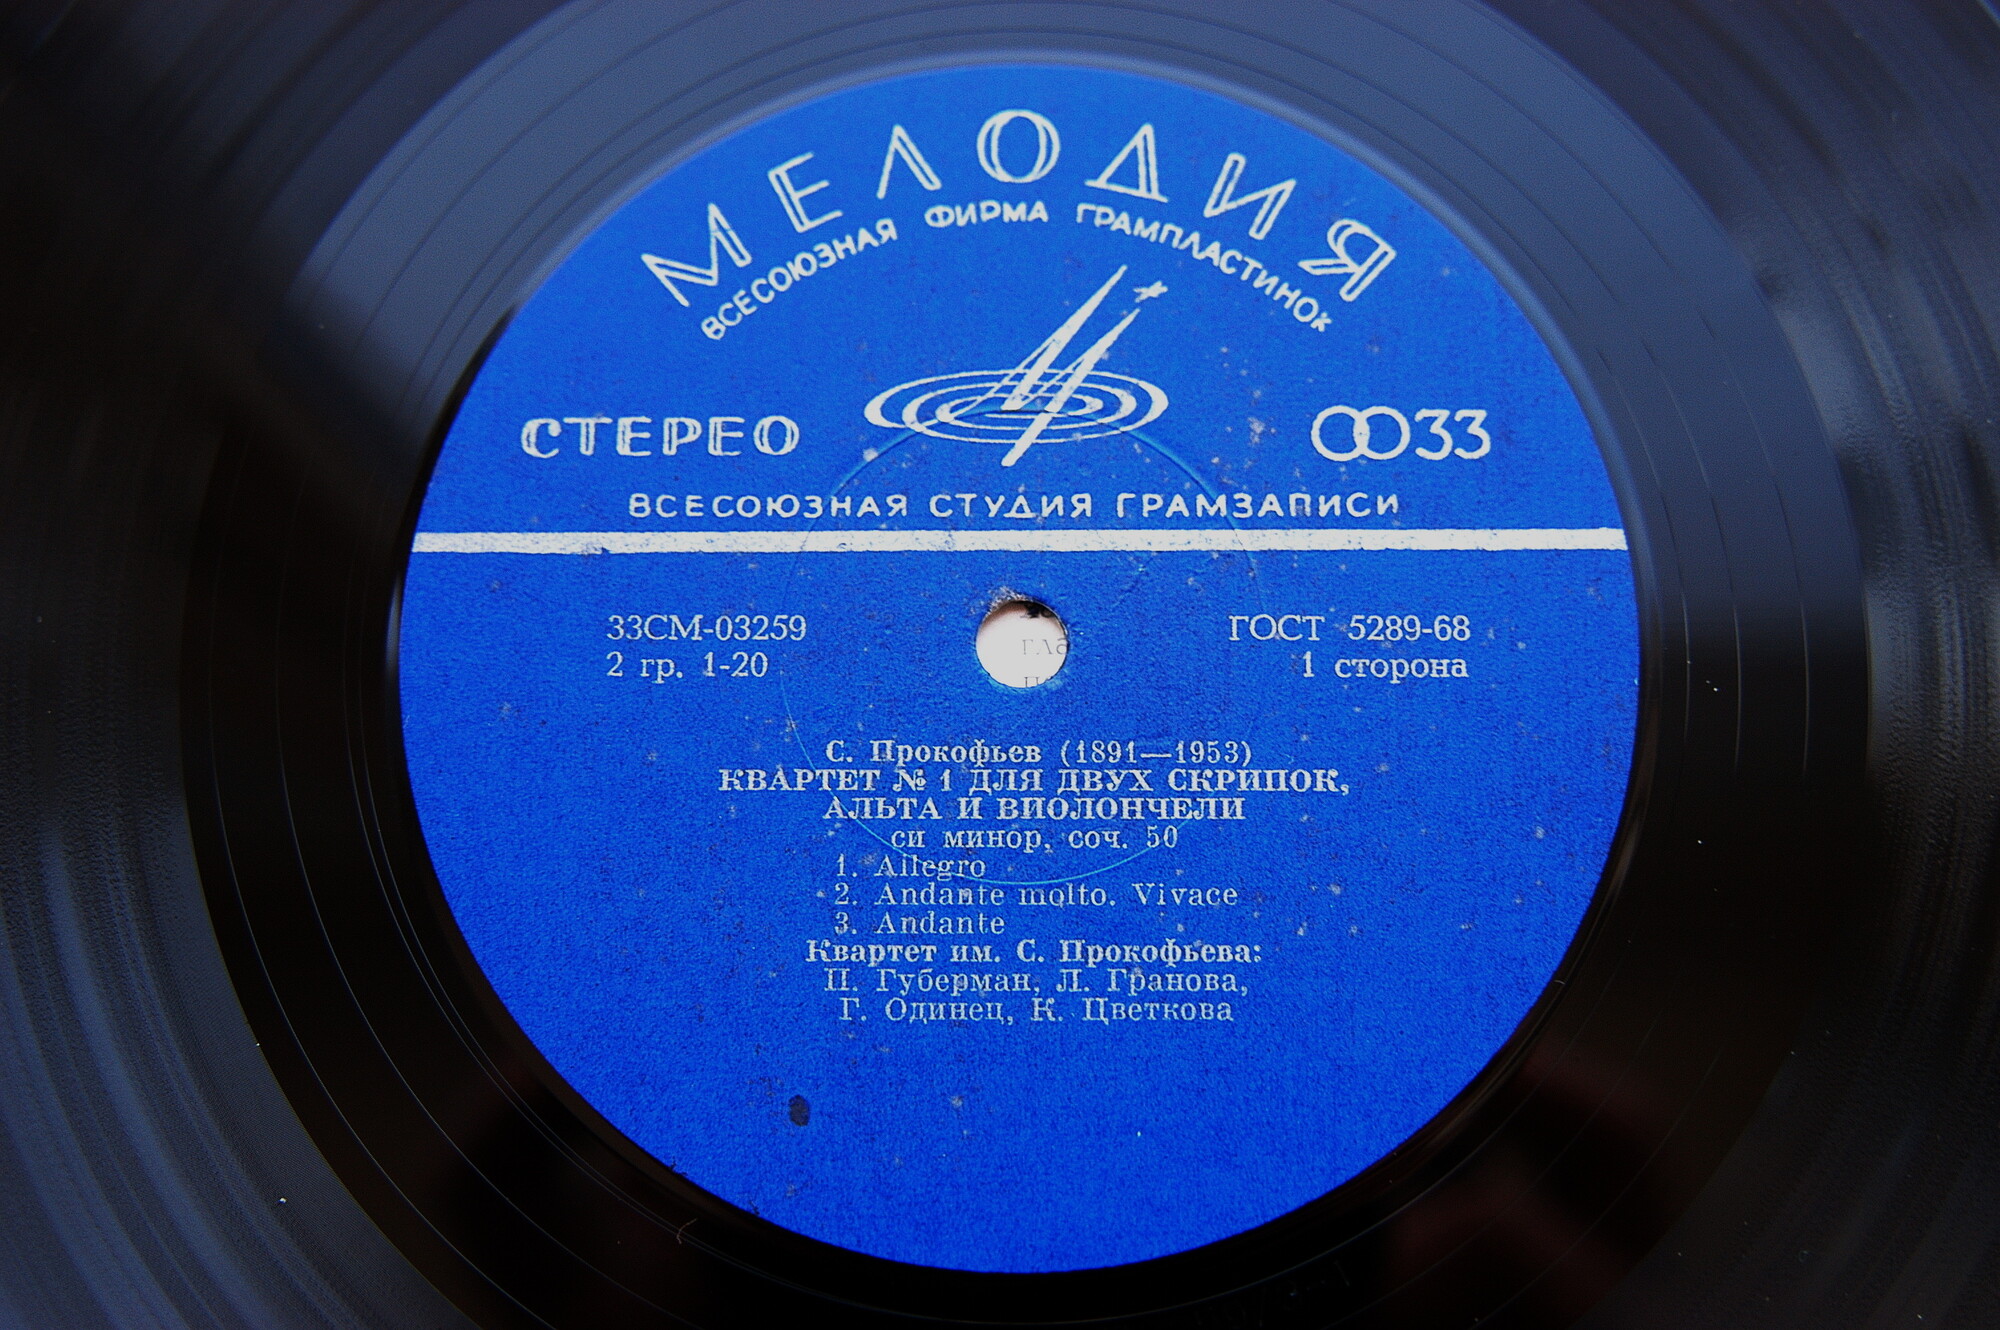 МЕЛОДИЯ
ВСЕСОЮЗНАЯ ФИРМА ГРАМПЛАСТИНОК
СТЕРЕО
33
ВСЕСОЮЗНАЯ СТУДИЯ ГРАМЗАПИСИ
33СМ-03259 ГОСТ 5289-68
2 гр. 1-20 1 сторона
С. Прокофьев (1891—1953)
КВАРТЕТ № 1 ДЛЯ ДВУХ СКРИПОК,
АЛЬТА И ВИОЛОНЧЕЛИ
си минор, соч. 50
1. Allegro
2. Andante molto. Vivace
3. Andante
Квартет им. С. Прокофьева:
П. Губерман, Л. Гранова,
Г. Одинец, К. Цветкова